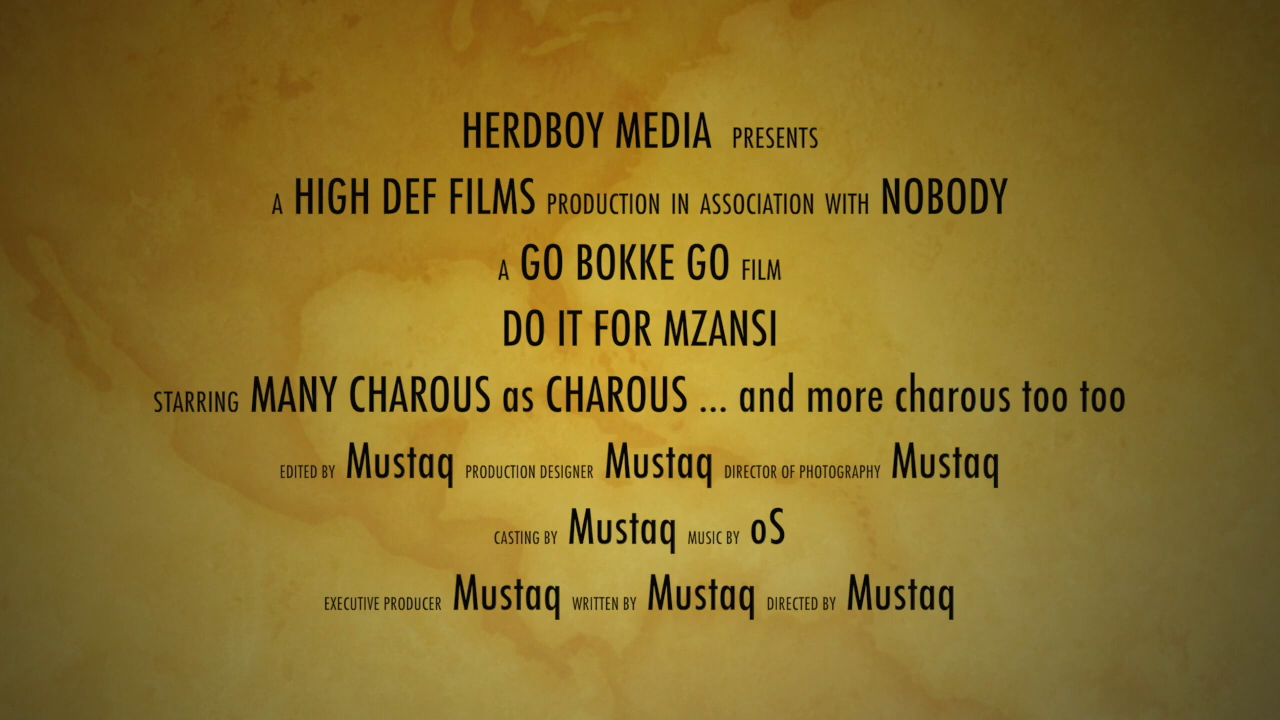 HERDBOY MEDIA PRESENTS
A HIGH DEF FILMS PRODUCTION IN ASSOCIATION WITH NOBODY
A GO BOKKE GO FILM
DO IT FOR MZANSI
STARRING MANY CHAROUS as CHAROUS ... and more charous too too
EDITED BY Mustaq PRODUCTION DESIGNER Mustaq DIRECTOR OF PHOTOGRAPHY Mustaq
CASTING BY Mustaq MUSIC BY oS
EXECUTIVE PRODUCER Mustaq WRITTEN BY Mustaq DIRECTED BY Mustaq